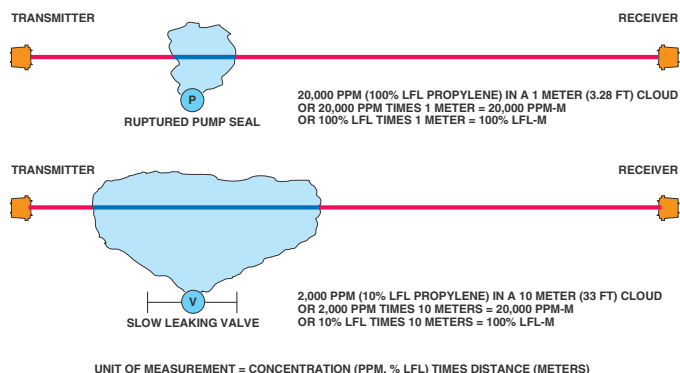 TRANSMITTER
RECEIVER
P
RUPTURED PUMP SEAL
20,000 PPM (100% LFL PROPYLENE) IN A 1 METER (3.28 FT) CLOUD
OR 20,000 PPM TIMES 1 METER = 20,000 PPM-M
OR 100% LFL TIMES 1 METER = 100% LFL-M
TRANSMITTER
RECEIVER
V
SLOW LEAKING VALVE
2,000 PPM (10% LFL PROPYLENE) IN A 10 METER (33 FT) CLOUD
OR 2,000 PPM TIMES 10 METERS = 20,000 PPM-M
OR 10% LFL TIMES 10 METERS = 100% LFL-M
UNIT OF MEASUREMENT = CONCENTRATION (PPM, % LFL) TIMES DISTANCE (METERS)